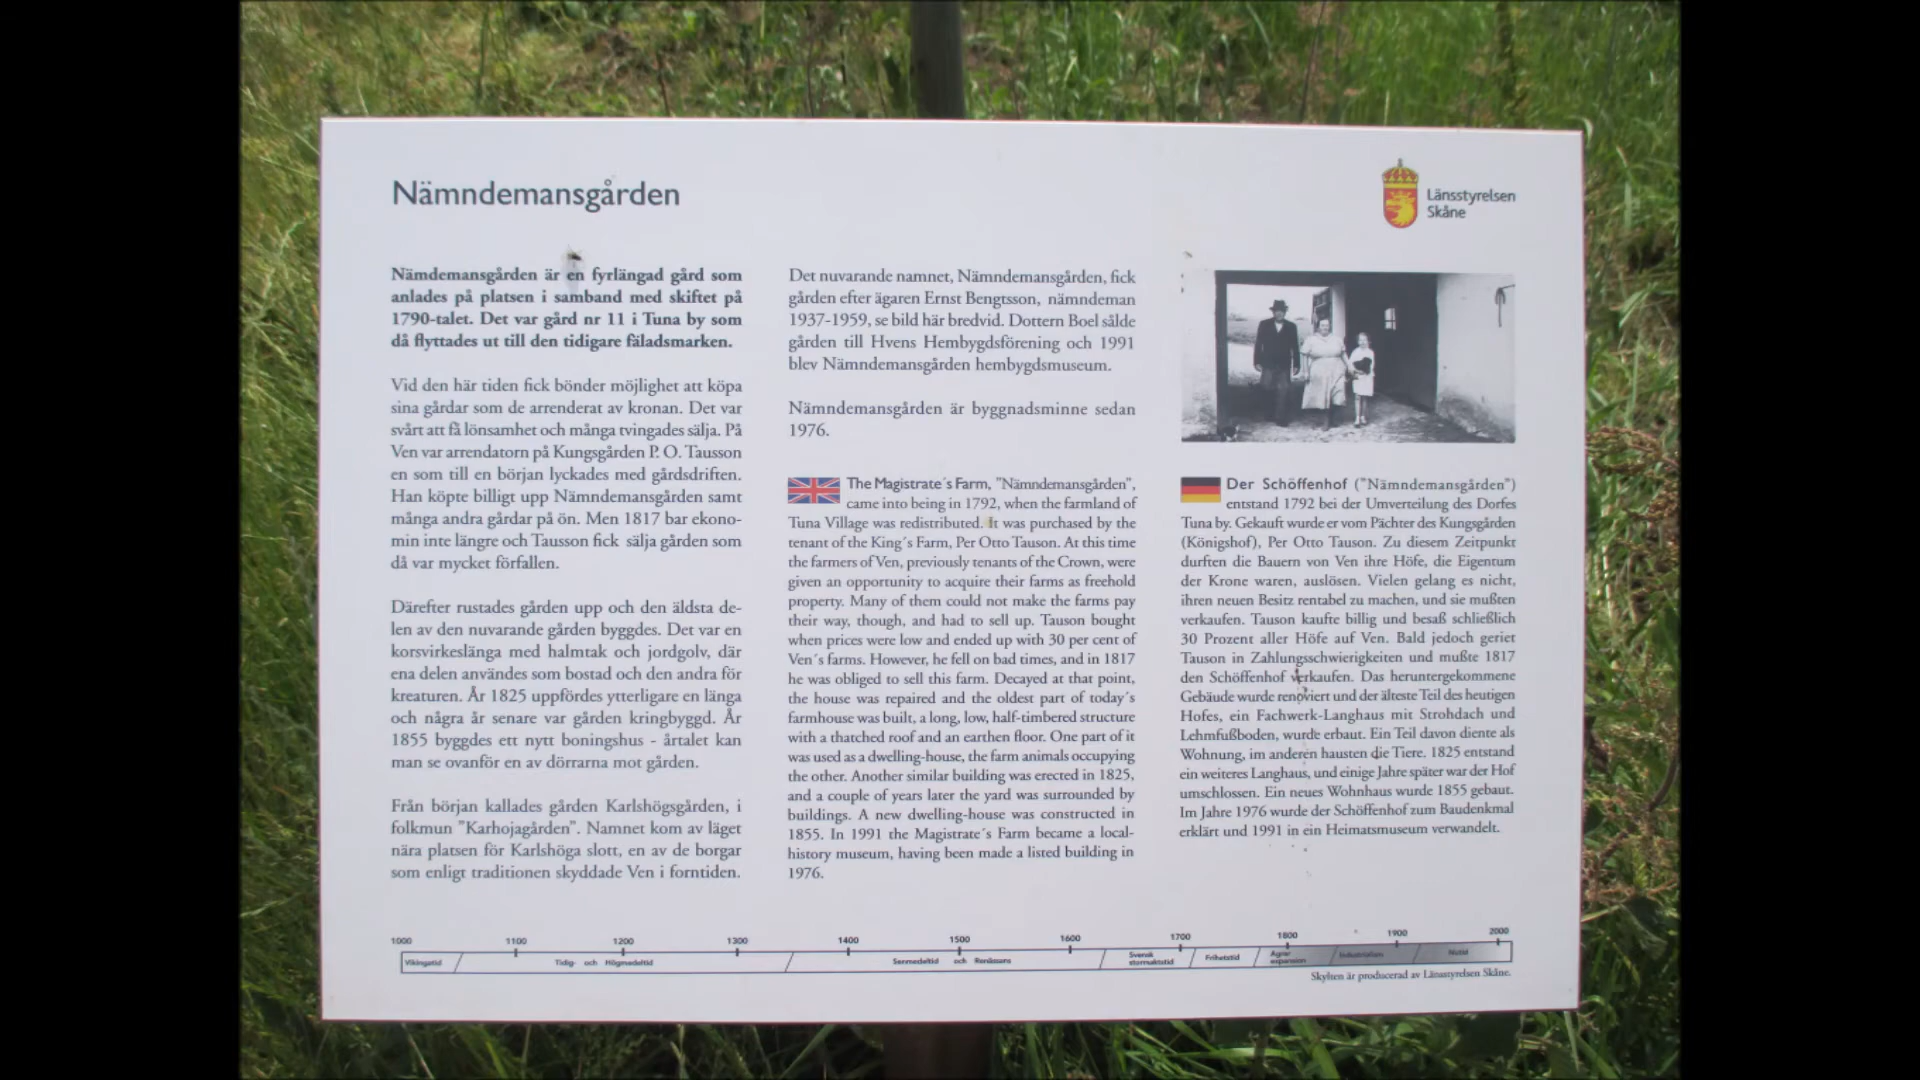 Nämndemansgården
Länsstyrelsen
Skåne
Nämdemansgården är en fyrlängad gård som
anlades på platsen i samband med skiftet på
1790-talet. Det var gård nr 11 i Tuna by som
då flyttades ut till den tidigare fäladsmarken.
Vid den här tiden fick bönder möjlighet att köpa
sina gårdar som de arrenderat av kronan. Det var
svårt att få lönsamhet och många tvingades sälja. På
Ven var arrendatorn på Kungsgården P. O. Tausson
en som till en början lyckades med gårdsdriften.
Han köpte billigt upp Nämndemansgården samt
många andra gårdar på ön. Men 1817 bar ekono-
min inte längre och Tausson fick sälja gården som
då var mycket förfallen.
Därefter rustades gården upp och den äldsta de-
len av den nuvarande gården byggdes. Det var en
korsvirkeslänga med halmtak och jordgolv, där
ena delen användes som bostad och den andra för
kreaturen. År 1825 uppfördes ytterligare en länga
och några år senare var gården kringbyggd. År
1855 byggdes ett nytt boningshus - årtalet kan
man se ovanför en av dörrarna mot gården.
Från början kallades gården Karlshögsgården, i
folkmun "Karhojagården". Namnet kom av läget
nära platsen för Karlshöga slott, en av de borgar
som enligt traditionen skyddade Ven i forntiden.
Det nuvarande namnet, Nämndemansgården, fick
gården efter ägaren Ernst Bengtsson, nämndeman
1937-1959, se bild här bredvid. Dottern Boel sålde
gården till Hvens Hembygdsförening och 1991
blev Nämndemansgården hembygdsmuseum.
Nämndemansgården är byggnadsminne sedan
1976.
The Magistrate´s Farm, "Nämndemansgården",
came into being in 1792, when the farmland of
Tuna Village was redistributed. It was purchased by the
tenant of the King´s Farm, Per Otto Tauson. At this time
the farmers of Ven, previously tenants of the Crown, were
given an opportunity to acquire their farms as freehold
property. Many of them could not make the farms pay
their way, though, and had to sell up. Tauson bought
when prices were low and ended up with 30 per cent of
Ven´s farms. However, he fell on bad times, and in 1817
he was obliged to sell this farm. Decayed at that point,
the house was repaired and the oldest part of today´s
farmhouse was built, a long, low, half-timbered structure
with a thatched roof and an earthen floor. One part of it
was used as a dwelling-house, the farm animals occupying
the other. Another similar building was erected in 1825,
and a couple of years later the yard was surrounded by
buildings. A new dwelling-house was constructed in
1855. In 1991 the Magistrate´s Farm became a local-
history museum, having been made a listed building in
1976.
Der Schöffenhof ("Nämndemansgården")
entstand 1792 bei der Umverteilung des Dorfes
Tuna by. Gekauft wurde er vom Pächter des Kungsgården
(Königshof), Per Otto Tauson. Zu diesem Zeitpunkt
durften die Bauern von Ven ihre Höfe, die Eigentum
der Krone waren, auslösen. Vielen gelang es nicht,
ihren neuen Besitz rentabel zu machen, und sie mußten
verkaufen. Tauson kaufte billig und besaß schließlich
30 Prozent aller Höfe auf Ven. Bald jedoch geriet
Tauson in Zahlungsschwierigkeiten und mußte 1817
den Schöffenhof verkaufen. Das heruntergekommene
Gebäude wurde renoviert und der älteste Teil des heutigen
Hofes, ein Fachwerk-Langhaus mit Strohdach und
Lehmfußboden, wurde erbaut. Ein Teil davon diente als
Wohnung, im anderen hausten die Tiere. 1825 entstand
ein weiteres Langhaus, und einige Jahre später war der Hof
umschlossen. Ein neues Wohnhaus wurde 1855 gebaut.
Im Jahre 1976 wurde der Schöffenhof zum Baudenkmal
erklärt und 1991 in ein Heimatsmuseum verwandelt.
1000 1100 1200 1300 1400 1500 1600 1700 1800 1900 2000
Vikingatid Tidig- och Högmedeltid Senmedeltid och Renässans Svensk stormaktstid Frihetstid Agrar expansion Industrialism Nutid
Skylten är producerad av Länsstyrelsen Skåne.